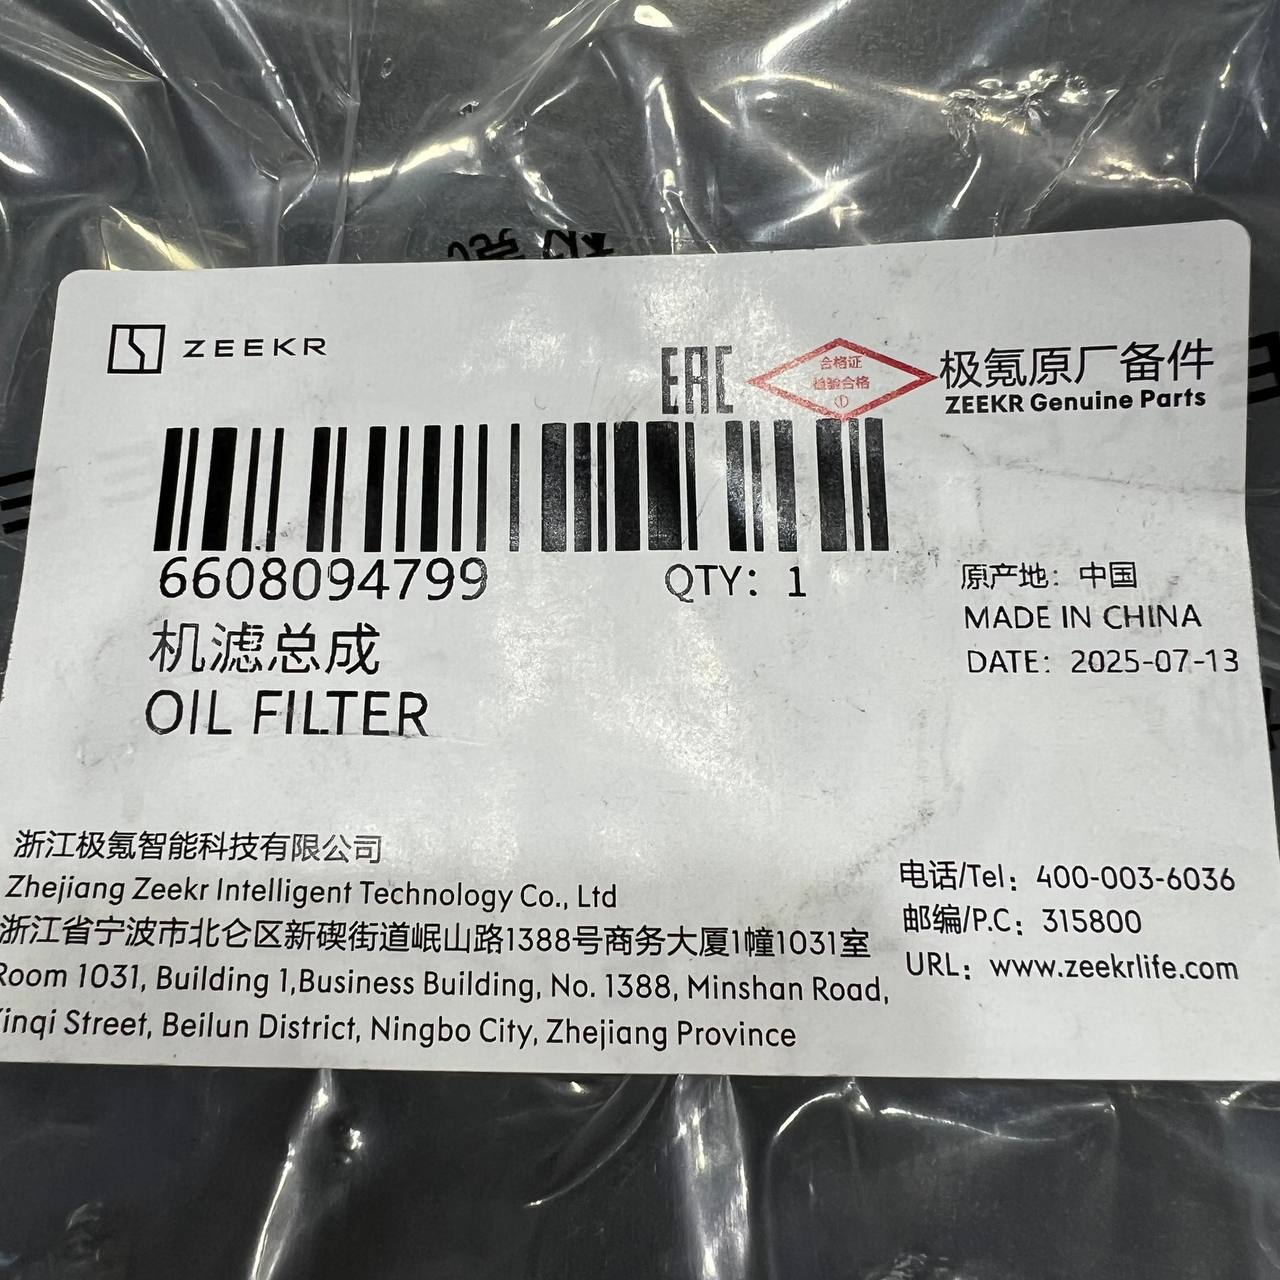 ZEEKR
EAC
合格证
检验合格
①
极氪原厂备件
ZEEKR Genuine Parts
6608094799
QTY: 1
机滤总成
OIL FILTER
原产地: 中国
MADE IN CHINA
DATE: 2025-07-13
浙江极氪智能科技有限公司
Zhejiang Zeekr Intelligent Technology Co., Ltd
浙江省宁波市北仑区新碶街道岷山路1388号商务大厦1幢1031室
Room 1031, Building 1,Business Building, No. 1388, Minshan Road,
Street, Beilun District, Ningbo City, Zhejiang Province
电话/Tel: 400-003-6036
邮编/P.C: 315800
URL: www.zeekrlife.com